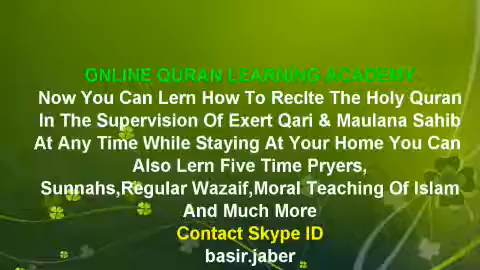 ONLINE QURAN LEARNING ACADEMY
Now You Can Lern How To RecIte The Holy Quran
In The Supervision Of Exert Qari & Maulana Sahib
At Any Time While Staying At Your Home You Can
Also Lern Five Time Pryers,
Sunnahs,Regular Wazaif,Moral Teaching Of Islam
And Much More
Contact Skype ID
basir.jaber